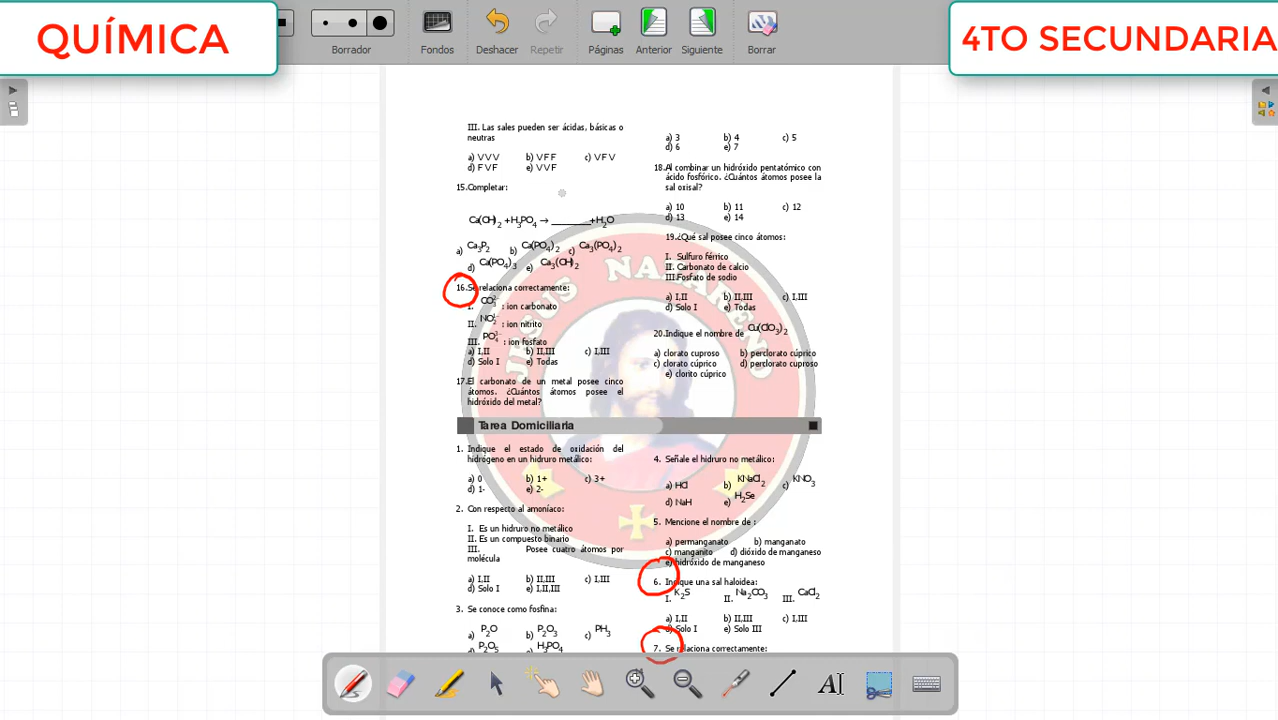 QUÍMICA
4TO SECUNDARIA
Borrador
Fondos
Deshacer
Repetir
Páginas
Anterior
Siguiente
Borrar
III. Las sales pueden ser ácidas, básicas o
neutras
a) V V V b) V F F c) V F V
d) F V F e) V V F
15.Completar:
Ca(OH)2 + H3PO4 → ________+ H2O
a) Ca3P2 b) Ca(PO4)2 c) Ca3(PO4)2
d) Ca(PO4)3 e) Ca3(OH)2
16.Se relaciona correctamente:
I. CO3 2- : ion carbonato
II. NO2 1- : ion nitrito
III. PO4 : ion fosfato
a) I,II b) II,III c) I,III
d) Solo I e) Todas
17.El carbonato de un metal posee cinco
átomos. ¿Cuántos átomos posee el
hidróxido del metal?
a) 3 b) 4 c) 5
d) 6 e) 7
18.Al combinar un hidróxido pentatómico con
ácido fosfórico. ¿Cuántos átomos posee la
sal oxisal?
a) 10 b) 11 c) 12
d) 13 e) 14
19.¿Qué sal posee cinco átomos:
I. Sulfuro férrico
II. Carbonato de calcio
III.Fosfato de sodio
a) I,II b) II,III c) I,III
d) Solo I e) Todas
20.Indique el nombre de Cu(ClO3)2
a) clorato cuproso b) perclorato cúprico
c) clorato cúprico d) perclorato cuproso
e) clorito cúprico
JESUS NAZARENO
Tarea Domiciliaria
1. Indique el estado de oxidación del
hidrógeno en un hidruro metálico:
a) 0 b) 1+ c) 3+
d) 1- e) 2-
2. Con respecto al amoníaco:
I. Es un hidruro no metálico
II. Es un compuesto binario
III. Posee cuatro átomos por
molécula
a) I,II b) II,III c) I,III
d) Solo I e) I,II,III
3. Se conoce como fosfina:
a) P2O b) P2O3 c) PH3
P2O5 H3PO4
4. Señale el hidruro no metálico:
a) HCl b) KNaCl2 c) KNO3
d) NaH e) H2Se
5. Mencione el nombre de :
a) permanganato b) manganato
c) manganito d) dióxido de manganeso
e) hidróxido de manganeso
6. Indique una sal haloidea:
I. K2S II. Na2CO3 III. CaCl2
a) I,II b) II,III c) I,III
d) Solo I e) Solo III
7. Se relaciona correctamente: